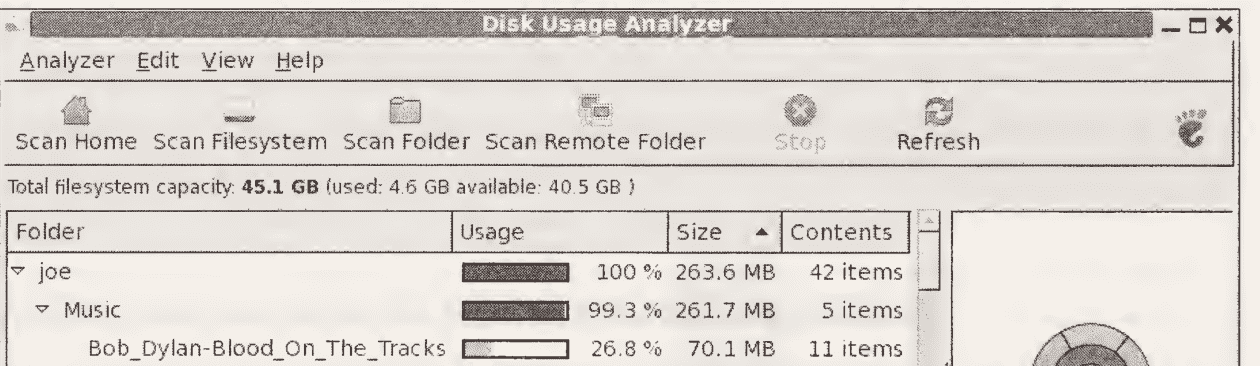 Disk Usage Analyzer
Analyzer Edit View Help
Scan Home Scan Filesystem Scan Folder Scan Remote Folder Stop Refresh
Total filesystem capacity: 45.1 GB (used: 4.6 GB available: 40.5 GB )
Folder Usage Size Contents
joe 100 % 263.6 MB 42 items
Music 99.3 % 261.7 MB 5 items
Bob_Dylan-Blood_On_The_Tracks 26.8 % 70.1 MB 11 items